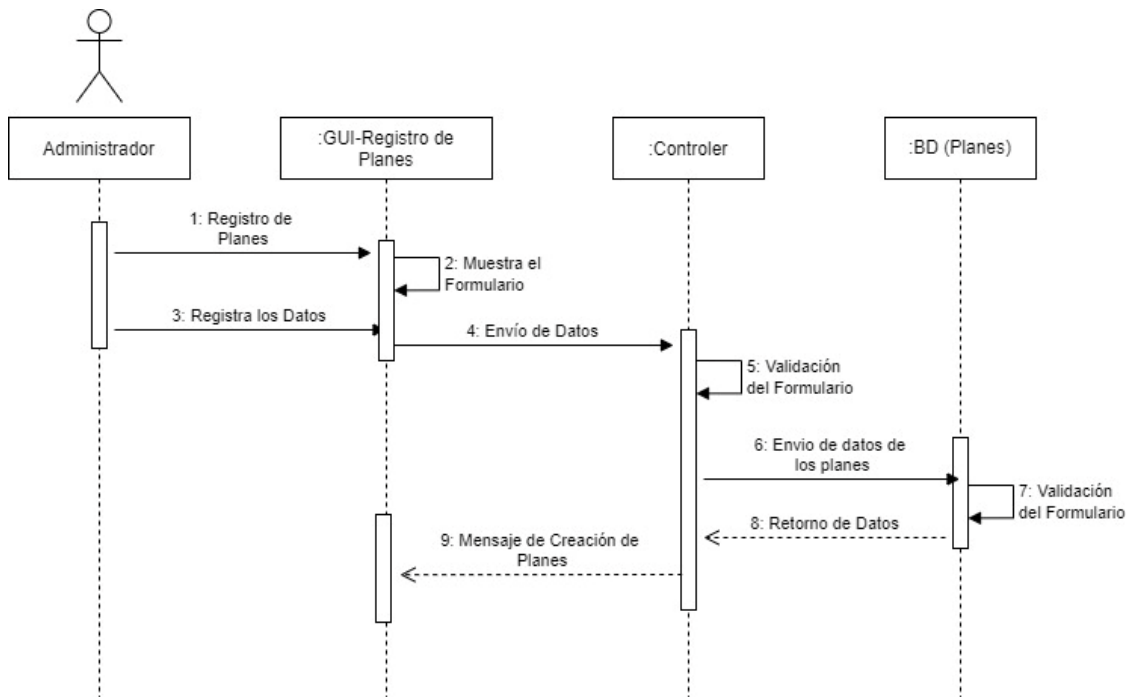 Administrador
:GUI-Registro de
Planes
:Controler
:BD (Planes)
1: Registro de
Planes
2: Muestra el
Formulario
3: Registra los Datos
4: Envío de Datos
5: Validación
del Formulario
6: Envio de datos de
los planes
7: Validación
del Formulario
8: Retorno de Datos
9: Mensaje de Creación de
Planes